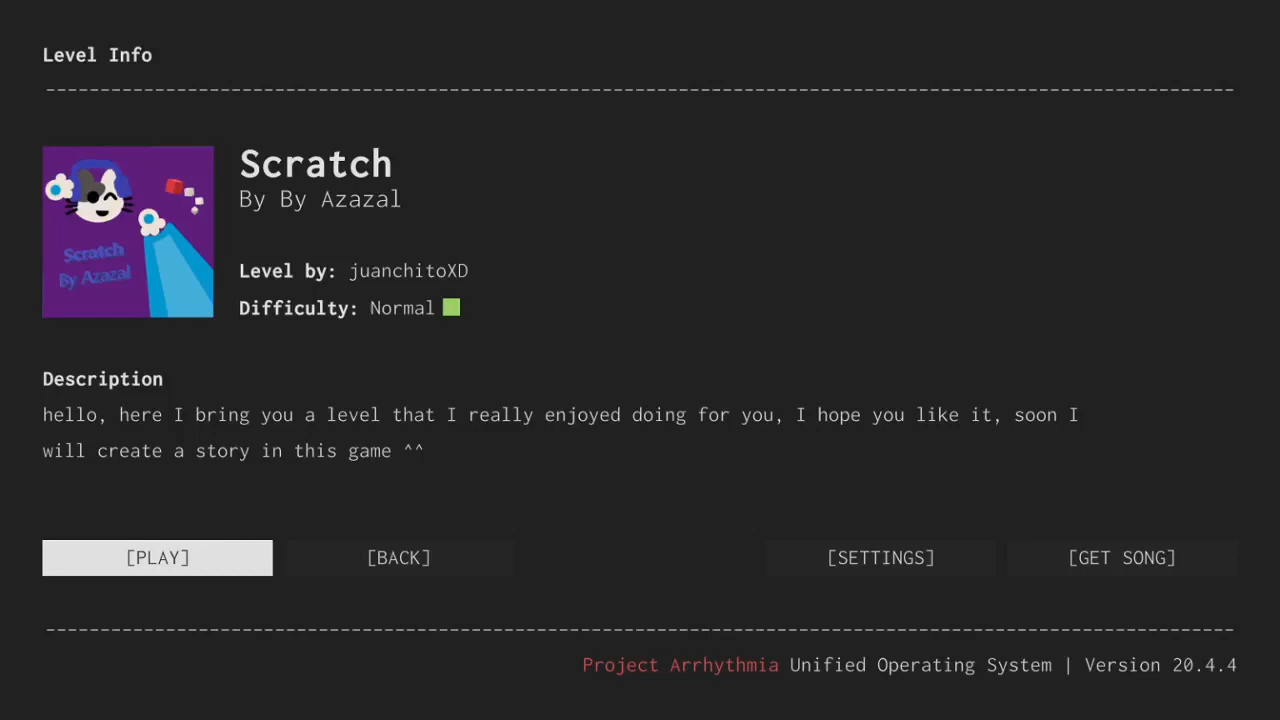 Level Info
Scratch
By By Azazal
Scratch
By Azazal
Level by: juanchitoXD
Difficulty: Normal
Description
hello, here I bring you a level that I really enjoyed doing for you, I hope you like it, soon I
will create a story in this game ^^
[PLAY] [BACK] [SETTINGS] [GET SONG]
Project Arrhythmia Unified Operating System | Version 20.4.4